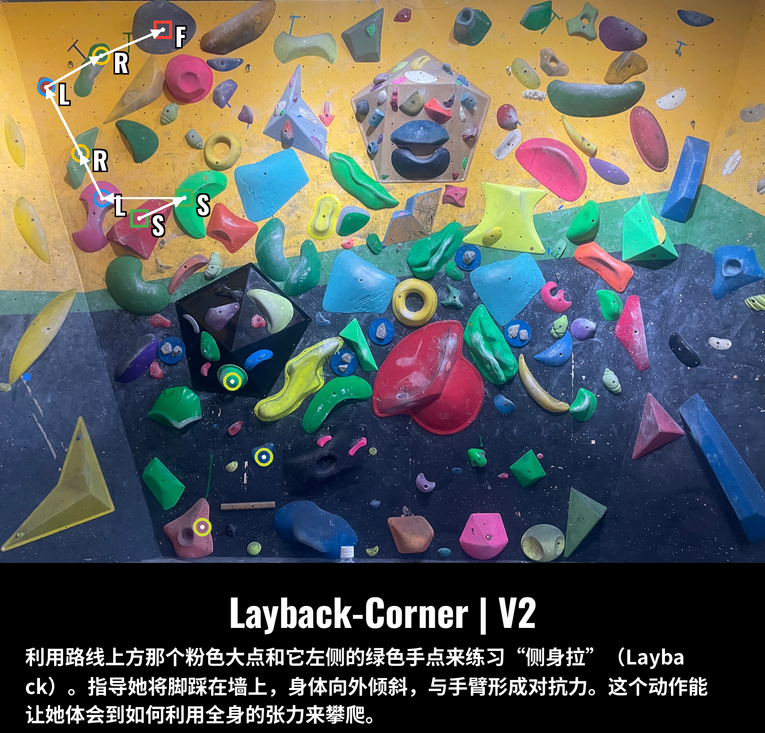 F
R
L
R
L
S
S
Layback-Corner | V2
利用路线上方那个粉色大点和它左侧的绿色手点来练习“侧身拉”（Layba
ck）。指导她将脚踩在墙上，身体向外倾斜，与手臂形成对抗力。这个动作能
让她体会到如何利用全身的张力来攀爬。